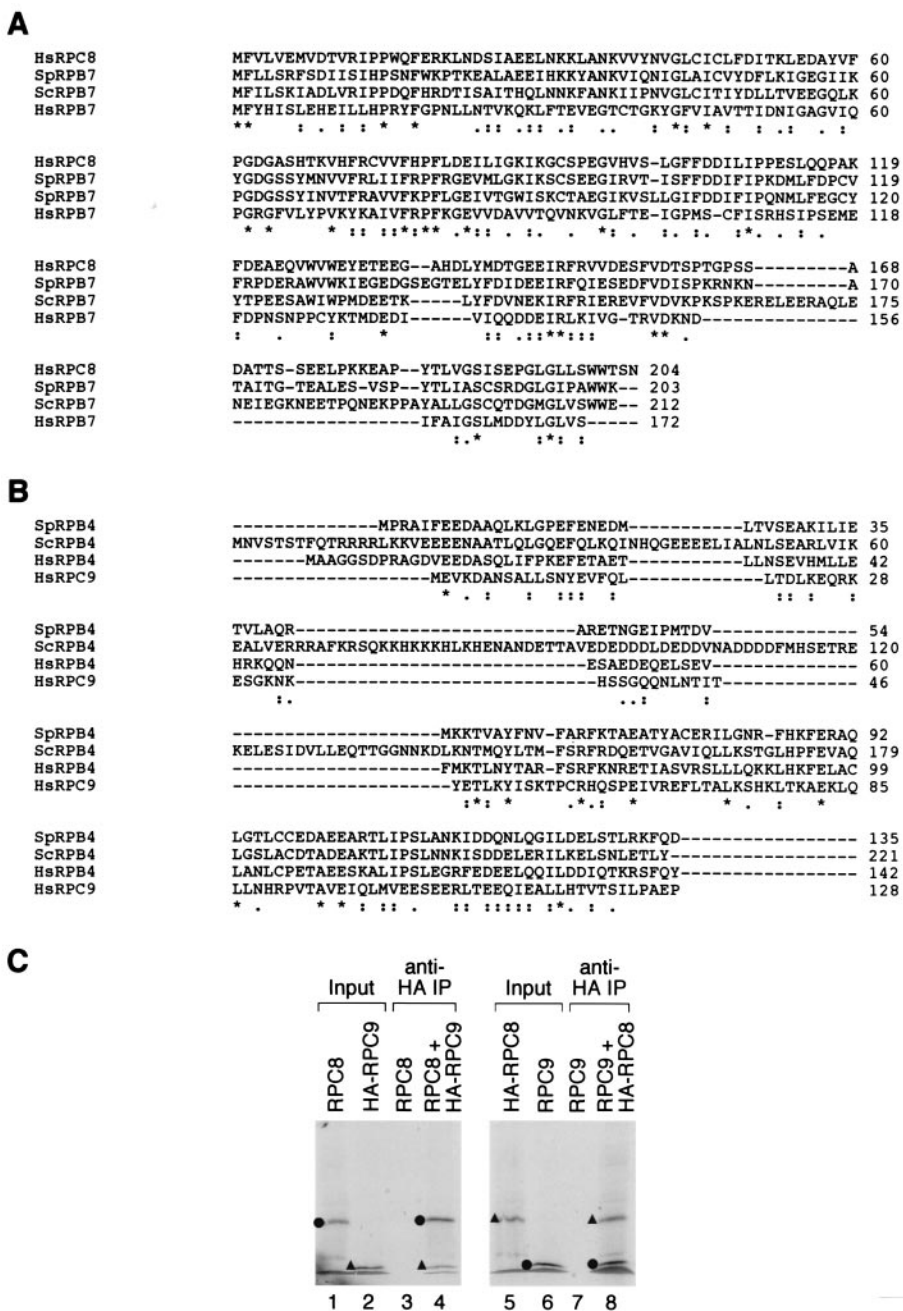 A
HsRPC8 MFVLVEMVDTVRIPPWQFERKLNDSIAEELNKKLANKVVYNVGLCICLFDITKLEDAYVF 60
SpRPB7 MFLLSRFSDIISIHPSNFWKPTKEALAEEIHKKYANKVIQNIGLAICVYDFLKIGEGIIK 60
ScRPB7 MFILSKIADLVRIPPDQFHRDTISAITHQLNNKFANKIIPNVGLCITIYDLLTVEEGQLK 60
HsRPB7 MFYHISLEHEILLHPRYFGPNLLNTVKQKLFTEVEGTCTGKYGFVIAVTTIDNIGAGVIQ 60
** : . : * * .:: ::. : . . :*: * : .: . :
HsRPC8 PGDGASHTKVHFRCVVFHPFLDEILIGKIKGCSPEGVHVS-LGFFDDILIPPESLQQPAK 119
SpRPB7 YGDGSSYMNVVFRLIIFRPFRGEVMLGKIKSCSEEGIRVT-ISFFDDIFIPKDMLFDPCV 119
SpRPB7 PGDGSSYINVTFRAVVFKPFLGEIVTGWISKCTAEGIKVSLLGIFDDIFIPQNMLFEGCY 120
HsRPB7 PGRGFVLYPVKYKAIVFRPFKGEVVDAVVTQVNKVGLFTE-IGPMSCFISRHSIPSEME 118
* * * :: ::*:** .*:: . : . *: . :. :. :* . : .
HsRPC8 FDEAEQVWVWEYETEEG--AHDLYMDTGEEIRFRVVDESFVDTSPTGPSS---------A 168
SpRPB7 FRPDERAWVWKIEGEDGSEGTELYFDIDEEIRFQIESEDFVDISPKRNKN---------A 170
ScRPB7 YTPEESAWIWPMDEETK-----LYFDVNEKIRFRIEREVFVDVKPKSPKERELEERAQLE 175
HsRPB7 FDPNSNPPCYKTMDEDI------VIQQDDEIRLKIVG-TRVDKND--------------- 156
: . : * :: .::**:: ** .
HsRPC8 DATTS-SEELPKKEAP--YTLVGSISEPGLGLLSWWTSN 204
SpRPB7 TAITG-TEALES-VSP--YTLIASCSRDGLGIPAWWK-- 203
ScRPB7 NEIEGKNEETPQNEKPPAYALLGSCQTDGMGLVSWWE-- 212
HsRPB7 ------------------IFAIGSLMDDYLGLVS----- 172
:.* :*: :
B
SpRPB4 --------------MPRAIFEEDAAQLKLGPEFENEDM-----------LTVSEAKILIE 35
ScRPB4 MNVSTSTFQTRRRRLKKVEEEENAATLQLGQEFQLKQINHQGEEEELIALNLSEARLVIK 60
HsRPB4 -------MAAGGSDPRAGDVEEDASQLIFPKEFETAET-----------LLNSEVHMLLE 42
HsRPC9 -------------------MEVKDANSALLSNYEVFQL-----------LTDLKEQRK 28
* . : : ::: : :: : :
SpRPB4 TVLAQR---------------------------ARETNGEIPMTDV-------------- 54
ScRPB4 EALVERRRAFKRSQKKHKKKHLKHENANDETTAVEDEDDDLDEDDVNADDDDFMHSETRE 120
HsRPB4 HRKQQN----------------------------ESAEDEQELSEV-------------- 60
HsRPC9 ESGKNK-----------------------------HSSGQQNLNTIT------------- 46
:. ..: :
SpRPB4 --------------------MKKTVAYFNV-FARFKTAEATYACERILGNR-FHKFERAQ 92
ScRPB4 KELESIDVLLEQTTGGNNKDLKNTMQYLTM-FSRFRDQETVGAVIQLLKSTGLHPFEVAQ 179
HsRPB4 --------------------FMKTLNYTAR-FSRFKNRETIASVRSLLLQKKLHKFELAC 99
HsRPC9 ---------------------YETLKYISKTPCRHQSPEIVREFLTALKSHKLTKAEKLQ 85
:* * .*. * * . : *
SpRPB4 LGTLCCEDAEEARTLIPSLANKIDDQNLQGILDELSTLRKFQD----------------- 135
ScRPB4 LGSLACDTADEAKTLIPSLNNKISDDELERILKELSNLETLY------------------ 221
HsRPB4 LANLCPETAEESKALIPSLEGRFEDEELQQILDDIQTKRSFQY----------------- 142
HsRPC9 LLNHRPVTAVEIQLMVEESEERLTEEQIEALLHTVTSILPAEP 128
* . * * : :: . :: ::::: :* . : .
C
Input
anti-
HA IP
Input
anti-
HA IP
RPC8
HA-RPC9
RPC8
RPC8 +
HA-RPC9
HA-RPC8
RPC9
RPC9
RPC9 +
HA-RPC8
1 2 3 4 5 6 7 8